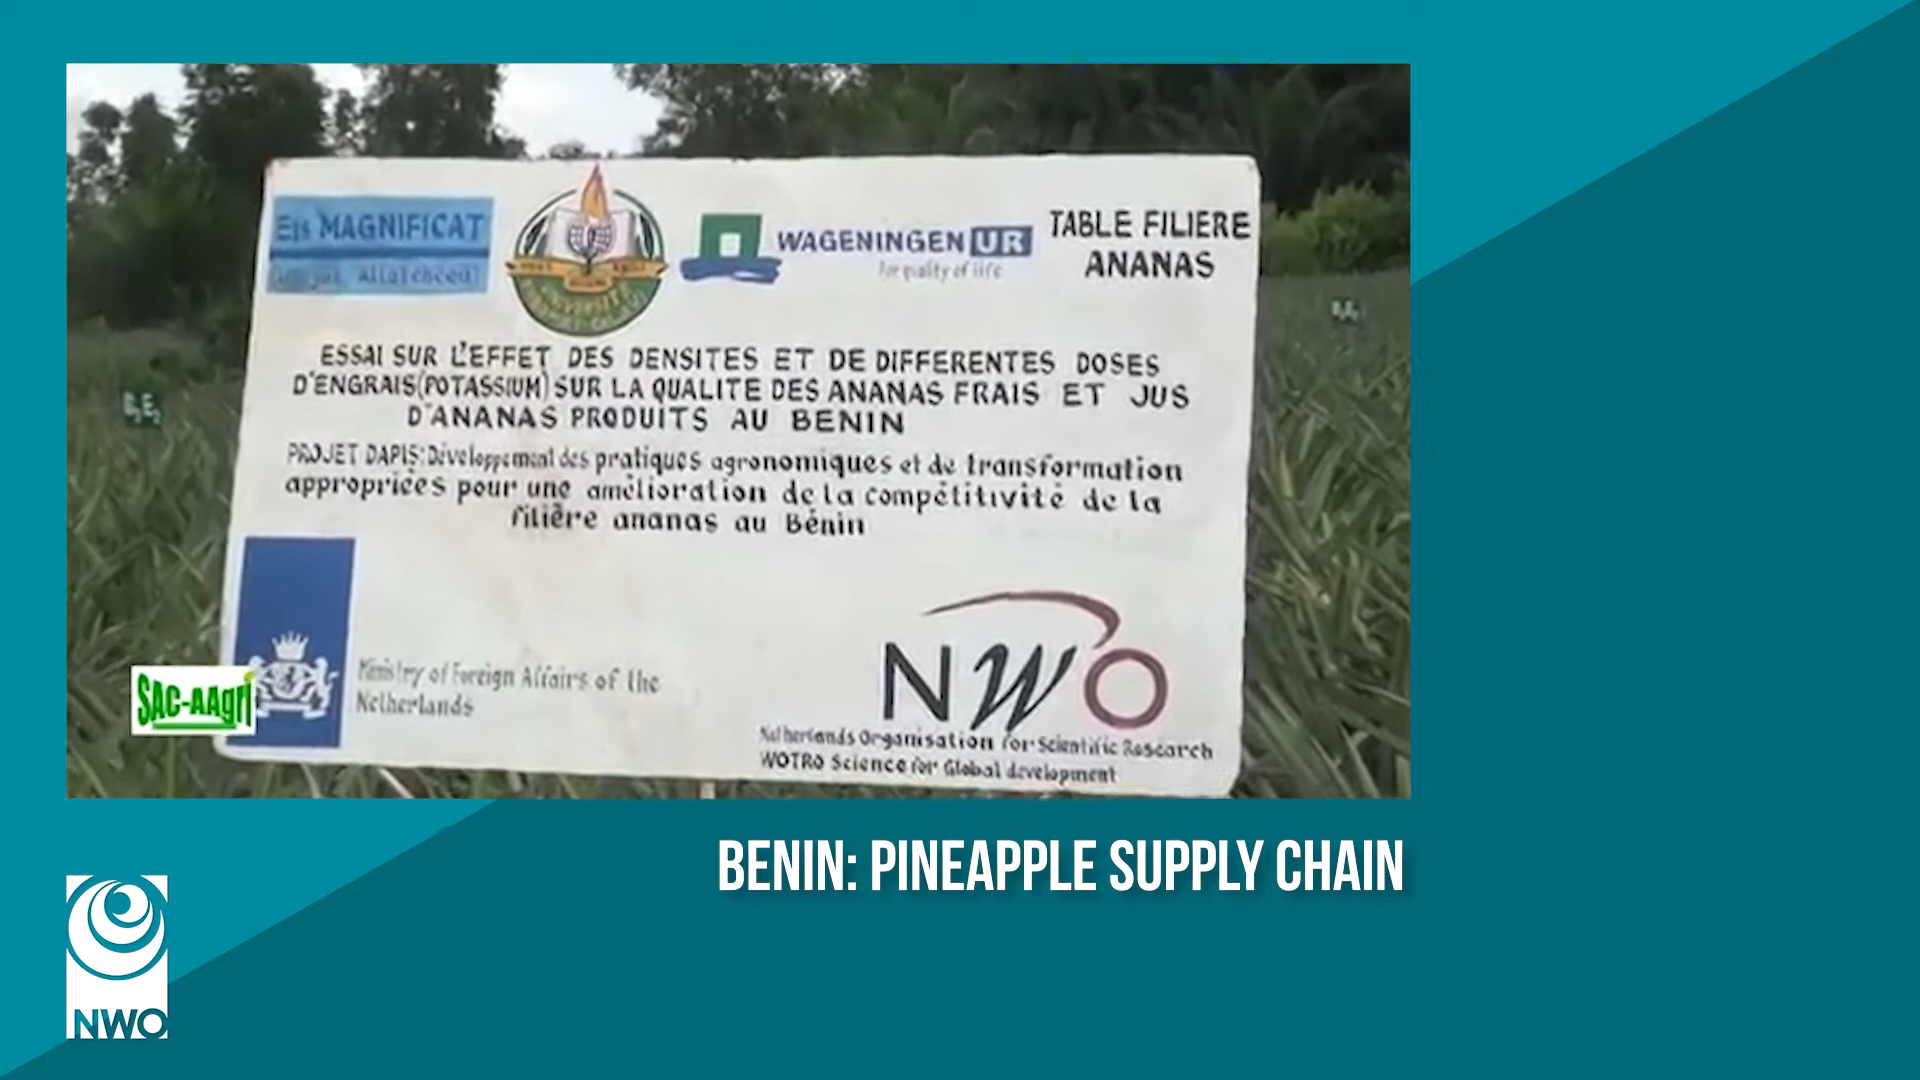 Ets MAGNIFICAT
TABLE FILIERE
ANANAS
WAGENINGEN UR
For quality of life
ESSAI SUR L'EFFET DES DENSITES ET DE DIFFERENTES DOSES
D'ENGRAIS (POTASSIUM) SUR LA QUALITE DES ANANAS FRAIS ET JUS
D'ANANAS PRODUITS AU BENIN
PROJET DAPIS: Développement des pratiques agronomiques et de transformation
appropriées pour une amélioration de la compétitivité de la
filière ananas au Bénin
Ministry of Foreign Affairs of the
Netherlands
SAC-AAgri
NWO
Netherlands Organisation for Scientific Research
WOTRO Science for Global development
BENIN: PINEAPPLE SUPPLY CHAIN
NWO